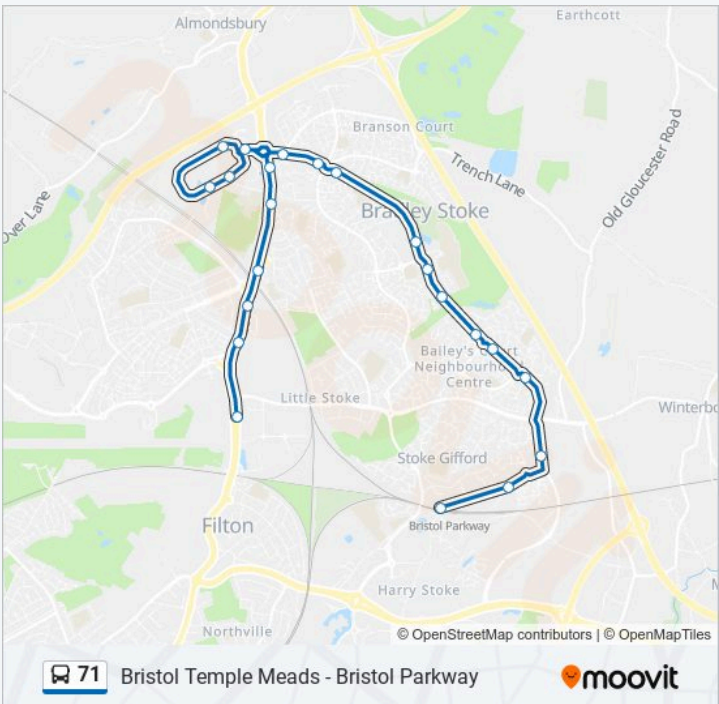 Almondsbury
Earthcott
Branson Court
Trench Lane
Old Gloucester Road
Over Lane
Bradley Stoke
Bailey's Court
Neighbourhood
Centre
Little Stoke
Winterbo
Stoke Gifford
Bristol Parkway
Filton
M
Harry Stoke
Northville
© OpenStreetMap contributors | © OpenMapTiles
71 Bristol Temple Meads - Bristol Parkway
moovit